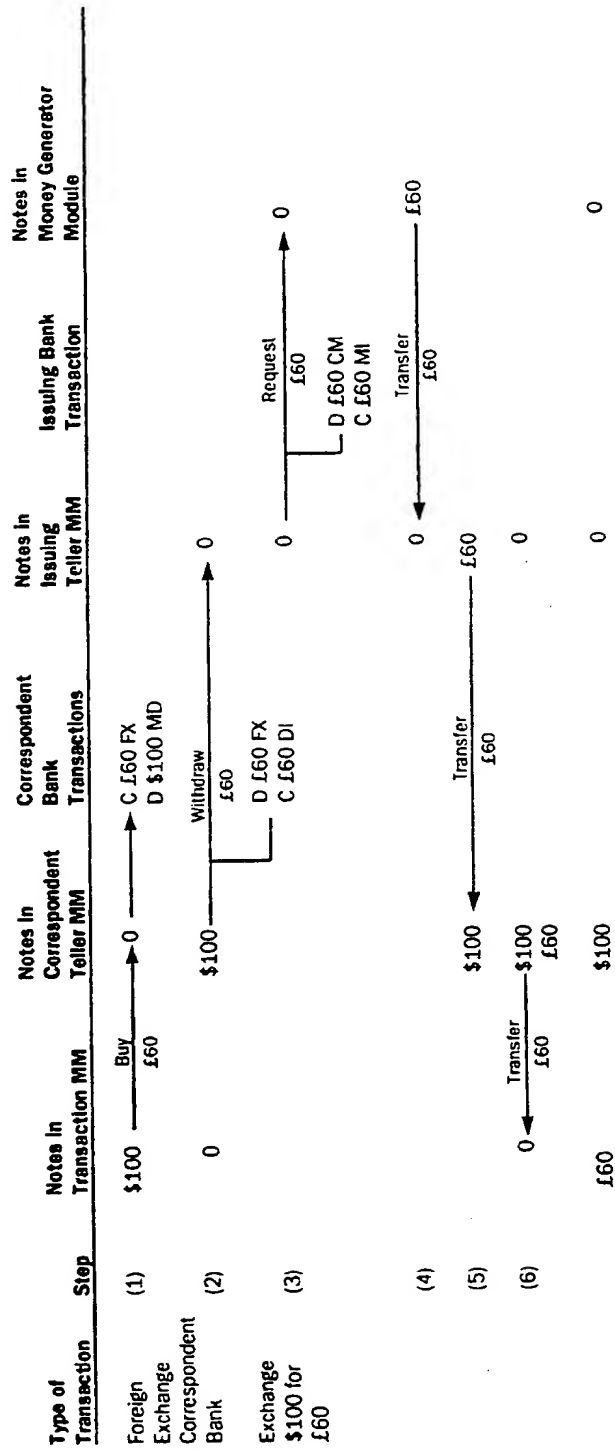 Type of Transaction
Step
Notes in Transaction MM
Notes in Correspondent Teller MM
Correspondent Bank Transactions
Notes in Issuing Teller MM
Issuing Bank Transaction
Notes in Money Generator Module
Foreign
Exchange
Correspondent
Bank
Exchange
$100 for
£60
(1)
$100
Buy
£60
0
C £60 FX
D $100 MD
(2)
0
$100
Withdraw
£60
0
D £60 FX
C £60 DI
(3)
0
Request
£60
0
D £60 CM
C £60 MI
(4)
0
Transfer
£60
£60
(5)
$100
Transfer
£60
£60
(6)
0
Transfer
£60
$100
£60
0
£60
$100
0
0